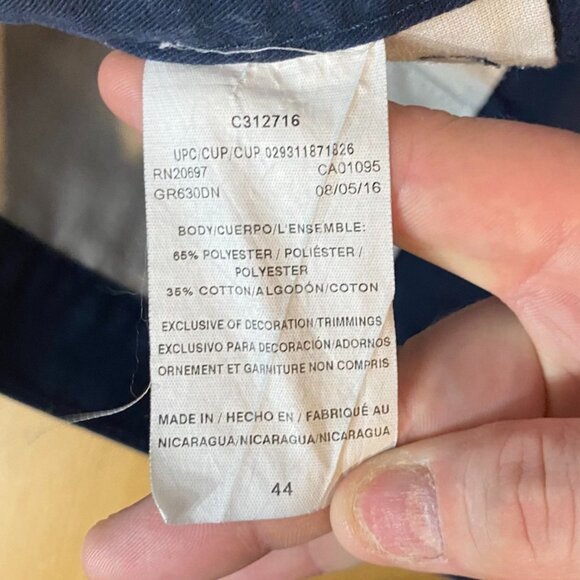 C312716
UPC/CUP/CUP 029311871826
RN20697 CA01095
GR630DN 08/05/16
BODY/CUERPO/L'ENSEMBLE:
65% POLYESTER / POLIÉSTER /
POLYESTER
35% COTTON/ALGODÓN/COTON
EXCLUSIVE OF DECORATION/TRIMMINGS
EXCLUSIVO PARA DECORACIÓN/ADORNOS
ORNEMENT ET GARNITURE NON COMPRIS
MADE IN / HECHO EN / FABRIQUÉ AU
NICARAGUA/NICARAGUA/NICARAGUA
44